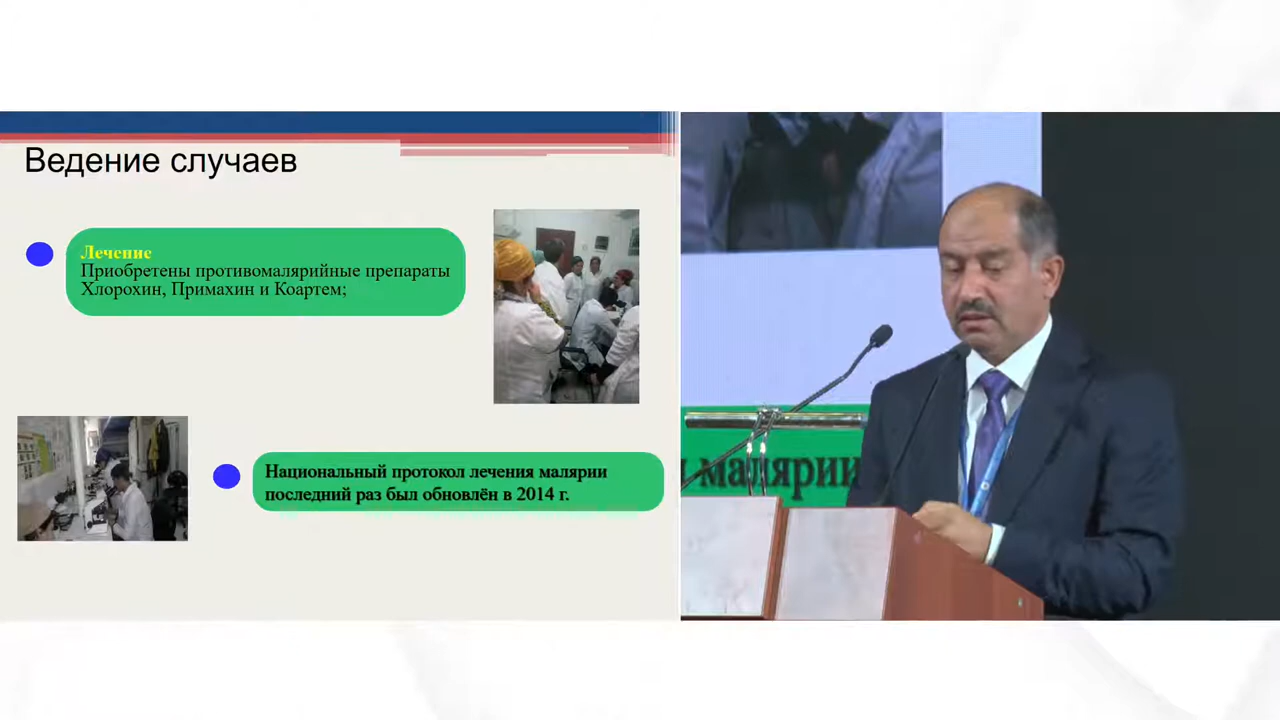 Ведение случаев
Лечение
Приобретены противомалярийные препараты
Хлорохин, Примахин и Коартем;
Национальный протокол лечения малярии
последний раз был обновлён в 2014 г.
малярии